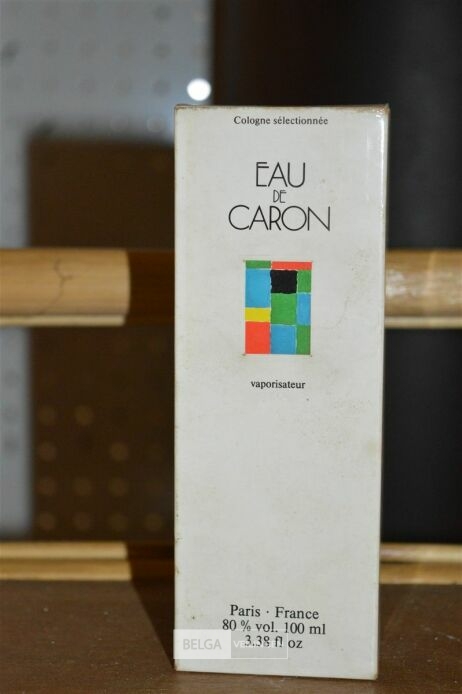 Cologne sélectionnée
EAU
DE
CARON
vaporisateur
Paris · France
80 % vol. 100 ml
3.38 fl oz
BELGA